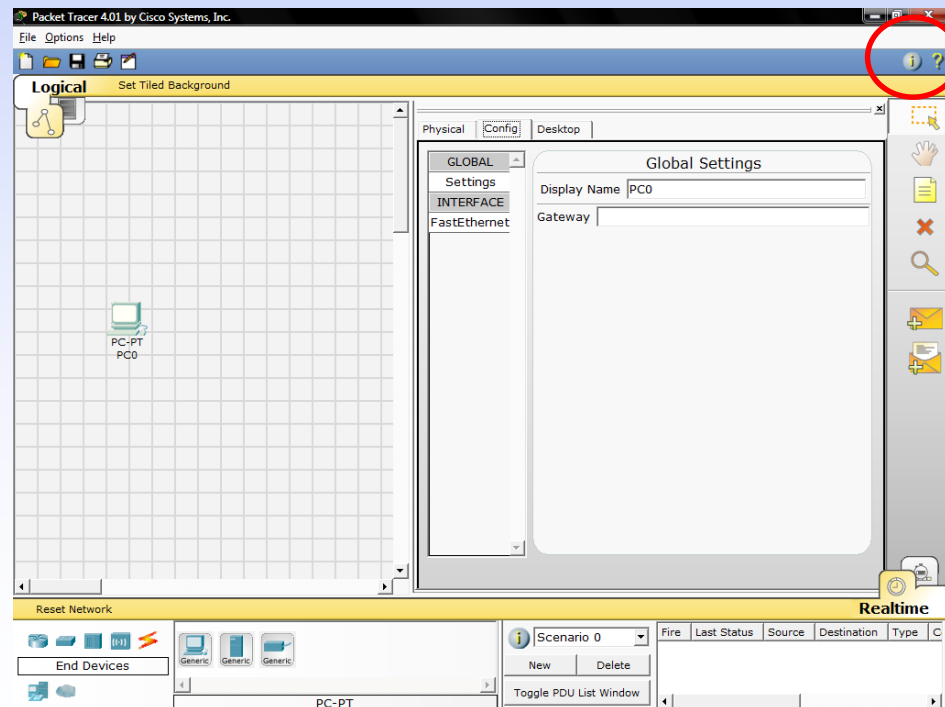 Packet Tracer 4.01 by Cisco Systems, Inc.
File Options Help
i ?
Logical Set Tiled Background
Physical Config Desktop
GLOBAL
Settings
INTERFACE
FastEthernet
Global Settings
Display Name PC0
Gateway
PC-PT
PC0
Reset Network Realtime
End Devices
Generic Generic Generic
PC-PT
i Scenario 0
New Delete
Toggle PDU List Window
Fire Last Status Source Destination Type C